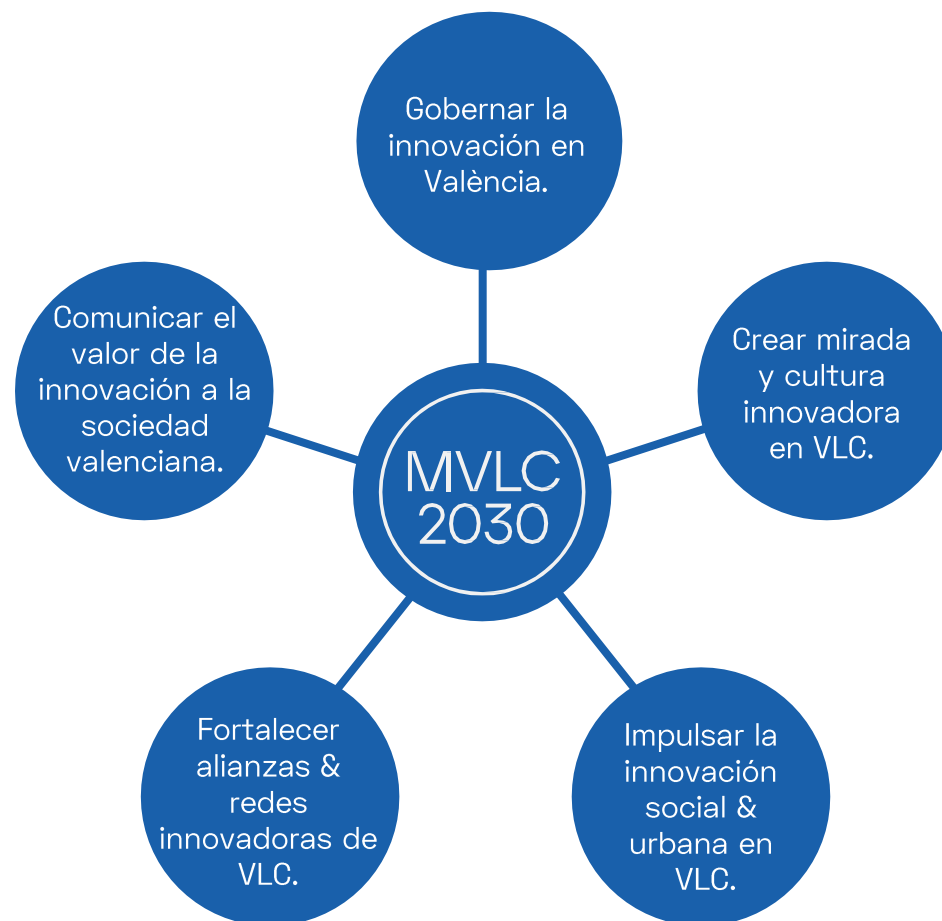 Gobernar la
innovación en
València.
Comunicar el
valor de la
innovación a la
sociedad
valenciana.
Crear mirada
y cultura
innovadora
en VLC.
MVLC
2030
Fortalecer
alianzas &
redes
innovadoras de
VLC.
Impulsar la
innovación
social &
urbana en
VLC.